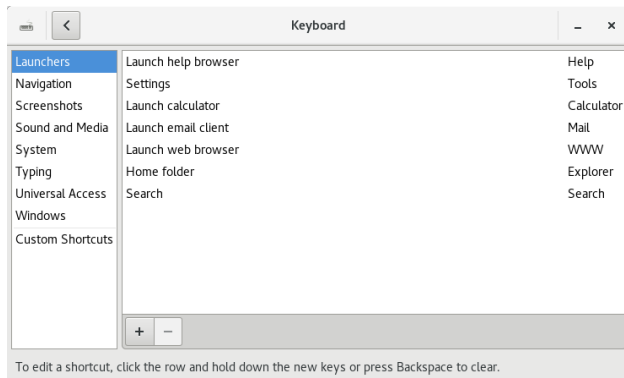 Keyboard
Launchers
Navigation
Screenshots
Sound and Media
System
Typing
Universal Access
Windows
Custom Shortcuts
Launch help browser Help
Settings Tools
Launch calculator Calculator
Launch email client Mail
Launch web browser WWW
Home folder Explorer
Search Search
To edit a shortcut, click the row and hold down the new keys or press Backspace to clear.